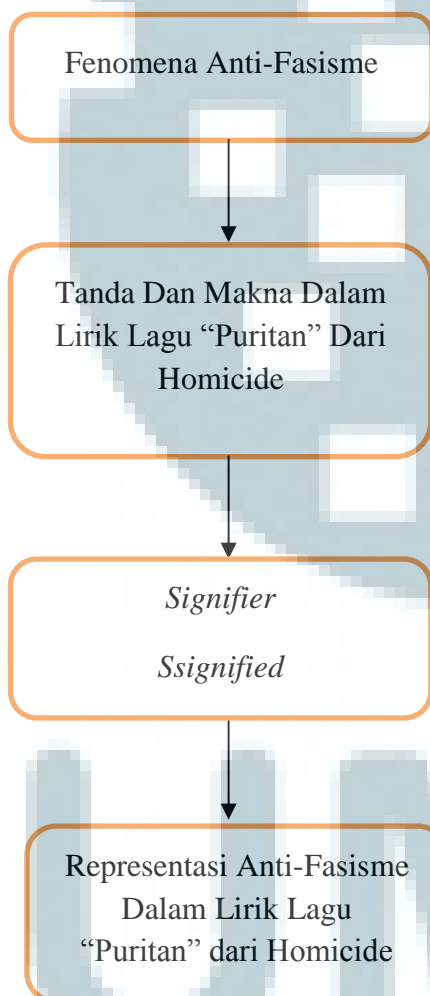 Fenomena Anti-Fasisme
Tanda Dan Makna Dalam
Lirik Lagu “Puritan” Dari
Homicide
Signifier
Ssignified
Representasi Anti-Fasisme
Dalam Lirik Lagu
“Puritan” dari Homicide